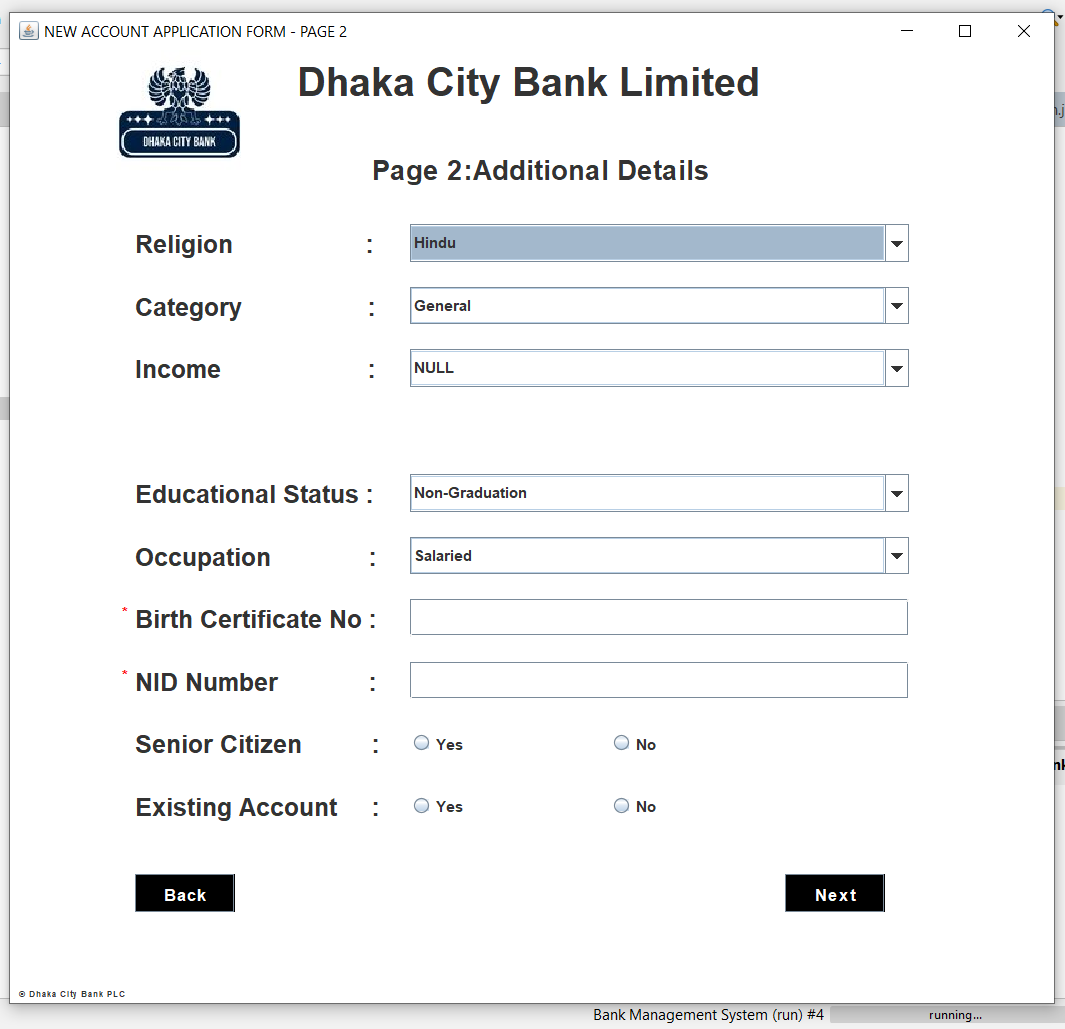 NEW ACCOUNT APPLICATION FORM - PAGE 2
Dhaka City Bank Limited
DHAKA CITY BANK
Page 2:Additional Details
Religion : Hindu
Category : General
Income : NULL
Educational Status : Non-Graduation
Occupation : Salaried
* Birth Certificate No :
* NID Number :
Senior Citizen : Yes No
Existing Account : Yes No
Back Next
© Dhaka City Bank PLC
Bank Management System (run) #4 running...